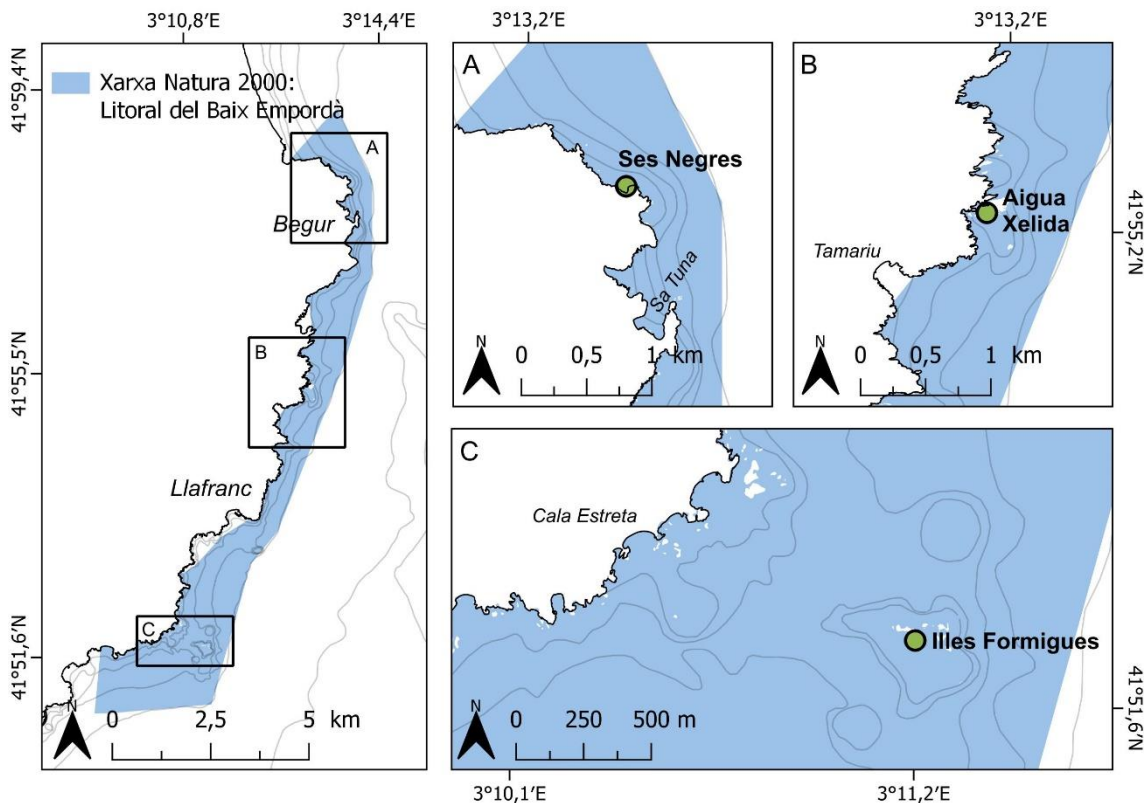 3°10,8'E
3°14,4'E
41°59,4'N
41°55,5'N
41°51,6'N
Xarxa Natura 2000:
Litoral del Baix Empordà
A
Begur
B
Llafranc
C
N
0 2,5 5 km
3°13,2'E
A
Ses Negres
Sa Tuna
N
0 0,5 1 km
3°13,2'E
B
Aigua
Xelida
Tamariu
41°55,2'N
N
0 0,5 1 km
C
Cala Estreta
Illes Formigues
N
0 250 500 m
41°51,6'N
3°10,1'E
3°11,2'E